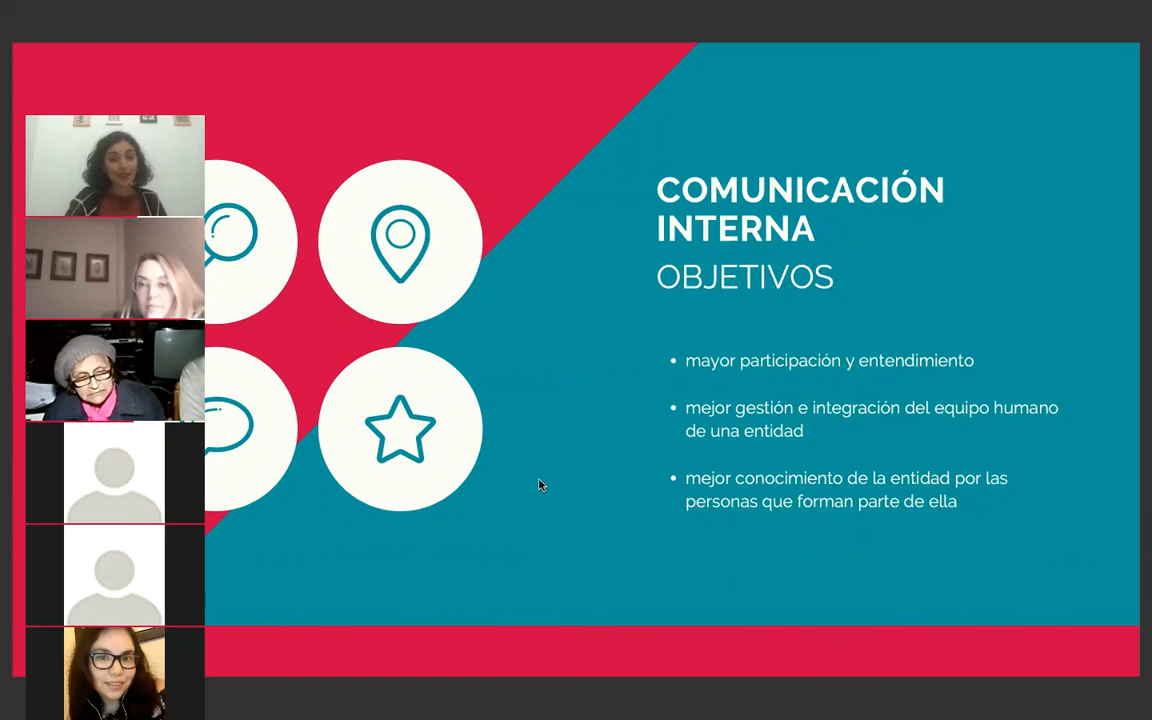 COMUNICACIÓN
INTERNA
OBJETIVOS
• mayor participación y entendimiento
• mejor gestión e integración del equipo humano
de una entidad
• mejor conocimiento de la entidad por las
personas que forman parte de ella